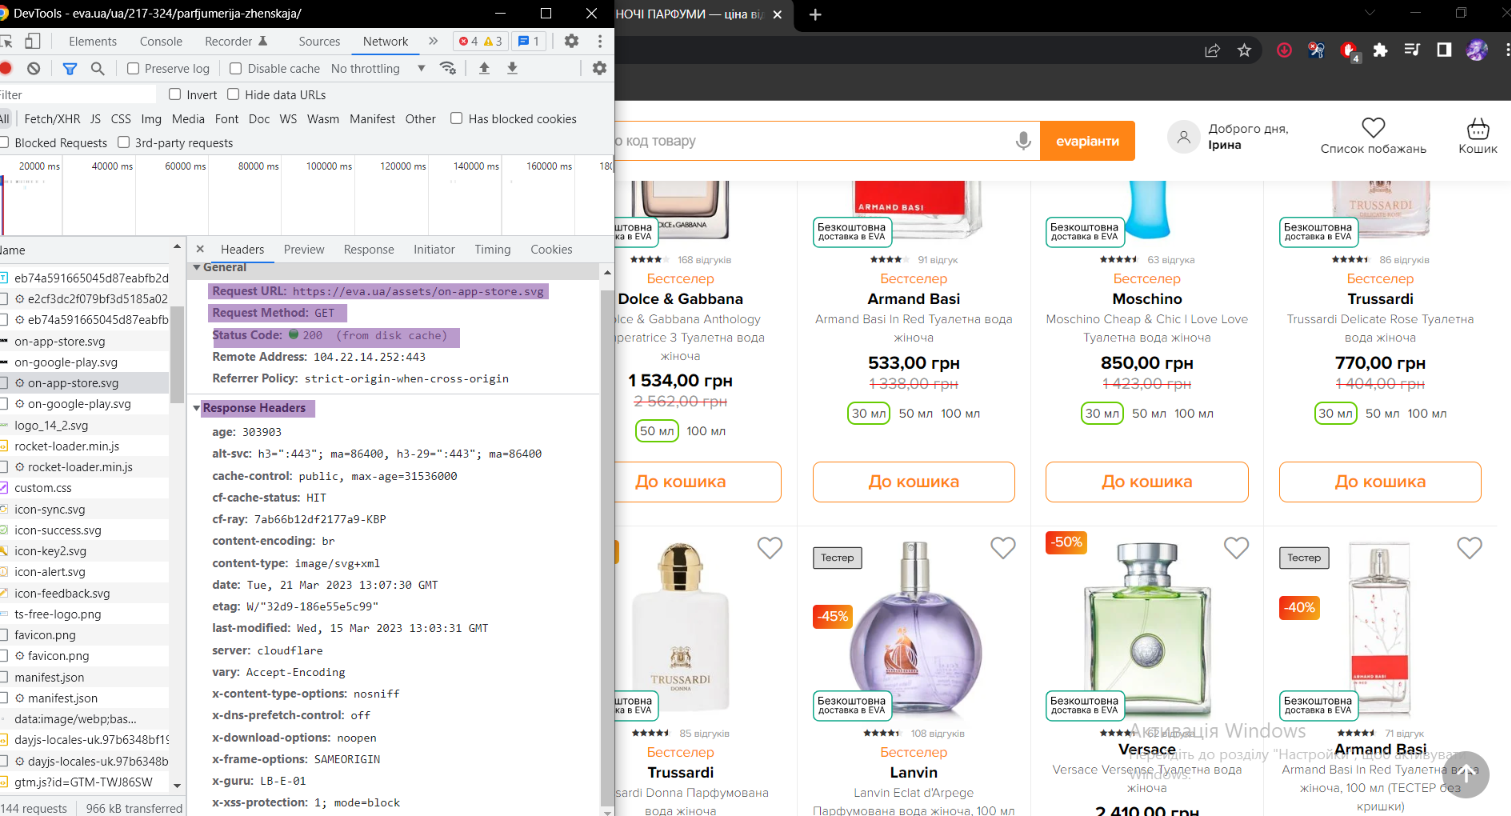 DevTools - eva.ua/ua/217-324/parfjumerija-zhenskaja/
Elements Console Recorder Sources Network » 4 3 1
Preserve log Disable cache No throttling
Filter Invert Hide data URLs
All Fetch/XHR JS CSS Img Media Font Doc WS Wasm Manifest Other Has blocked cookies
Blocked Requests 3rd-party requests
20000 ms 40000 ms 60000 ms 80000 ms 100000 ms 120000 ms 140000 ms 160000 ms 180
Name
eb74a591665045d87eabfb2d
e2cf3dc2f079bf3d5185a02
eb74a591665045d87eabfb
on-app-store.svg
on-google-play.svg
on-app-store.svg
on-google-play.svg
logo_14_2.svg
rocket-loader.min.js
rocket-loader.min.js
custom.css
icon-sync.svg
icon-success.svg
icon-key2.svg
icon-alert.svg
icon-feedback.svg
ts-free-logo.png
favicon.png
favicon.png
manifest.json
manifest.json
data:image/webp;bas...
dayjs-locales-uk.97b6348bf19
dayjs-locales-uk.97b6348b
gtm.js?id=GTM-TWJ86SW
144 requests 966 kB transferred
× Headers Preview Response Initiator Timing Cookies
General
Request URL: https://eva.ua/assets/on-app-store.svg
Request Method: GET
Status Code: 200 (from disk cache)
Remote Address: 104.22.14.252:443
Referrer Policy: strict-origin-when-cross-origin
Response Headers
age: 303903
alt-svc: h3=":443"; ma=86400, h3-29=":443"; ma=86400
cache-control: public, max-age=31536000
cf-cache-status: HIT
cf-ray: 7ab66b12df2177a9-KBP
content-encoding: br
content-type: image/svg+xml
date: Tue, 21 Mar 2023 13:07:30 GMT
etag: W/"32d9-186e55e5c99"
last-modified: Wed, 15 Mar 2023 13:03:31 GMT
server: cloudflare
vary: Accept-Encoding
x-content-type-options: nosniff
x-dns-prefetch-control: off
x-download-options: noopen
x-frame-options: SAMEORIGIN
x-guru: LB-E-01
x-xss-protection: 1; mode=block
НОЧІ ПАРФУМИ — ціна від
4
о код товару
evaріанти
Доброго дня,
Ірина
Список побажань
Кошик
DOLCE & GABBANA
ARMAND BASI
TRUSSARDI
DELICATE ROSE
штовна
вка в EVA
168 відгуків
Бестселер
Dolce & Gabbana
lce & Gabbana Anthology
peratrice 3 Туалетна вода
жіноча
1 534,00 грн
2 562,00 грн
50 мл 100 мл
До кошика
Безкоштовна
доставка в EVA
91 відгук
Бестселер
Armand Basi
Armand Basi In Red Туалетна вода
жіноча
533,00 грн
1 338,00 грн
30 мл 50 мл 100 мл
До кошика
Безкоштовна
доставка в EVA
63 відгука
Бестселер
Moschino
Moschino Cheap & Chic I Love Love
Туалетна вода жіноча
850,00 грн
1 423,00 грн
30 мл 50 мл 100 мл
До кошика
Безкоштовна
доставка в EVA
86 відгуків
Бестселер
Trussardi
Trussardi Delicate Rose Туалетна
вода жіноча
770,00 грн
1 404,00 грн
30 мл 50 мл 100 мл
До кошика
TRUSSARDI
DONNA
штовна
вка в EVA
85 відгуків
Бестселер
Trussardi
sardi Donna Парфумована
вода жіноча
Тестер
-45%
Безкоштовна
доставка в EVA
108 відгуків
Бестселер
Lanvin
Lanvin Eclat d'Arpege
Парфумована вода жіноча, 100 мл
-50%
Безкоштовна
доставка в EVA
Versace
Versace Versense Туалетна вода
жіноча
2 410,00 грн
Тестер
-40%
ARMAND BASI
Безкоштовна
доставка в EVA
71 відгук
Armand Basi
Armand Basi In Red Туалетна вода
жіноча, 100 мл (ТЕСТЕР без
кришки)
Активація Windows
Перейдіть до розділу "Настройки", щоб активувати
Windows.